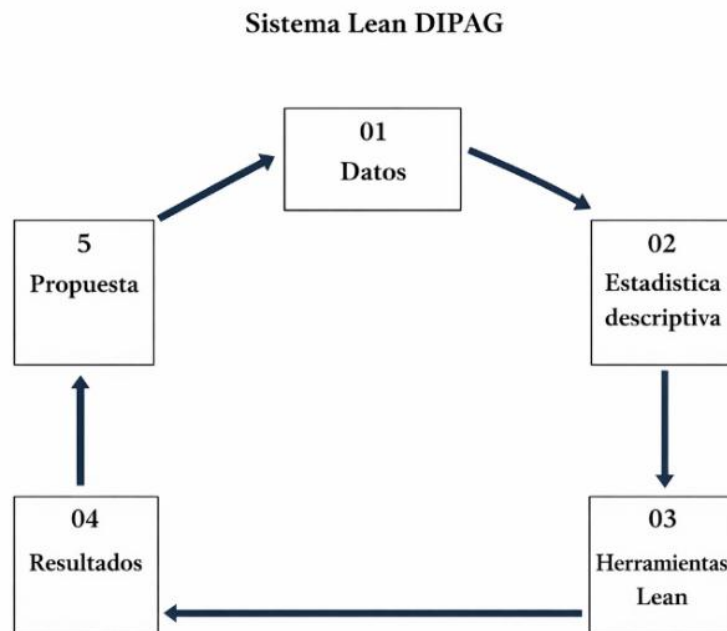 Sistema Lean DIPAG
01
Datos
02
Estadistica
descriptiva
03
Herramientas
Lean
04
Resultados
5
Propuesta